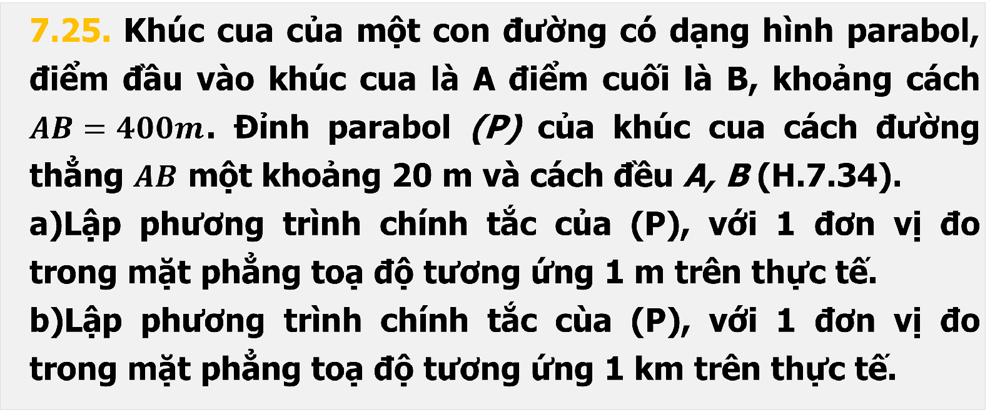 7.25. Khúc cua của một con đường có dạng hình parabol,
điểm đầu vào khúc cua là A điểm cuối là B, khoảng cách
AB = 400m. Đỉnh parabol (P) của khúc cua cách đường
thẳng AB một khoảng 20 m và cách đều A, B (H.7.34).
a)Lập phương trình chính tắc của (P), với 1 đơn vị đo
trong mặt phẳng toạ độ tương ứng 1 m trên thực tế.
b)Lập phương trình chính tắc cùa (P), với 1 đơn vị đo
trong mặt phẳng toạ độ tương ứng 1 km trên thực tế.